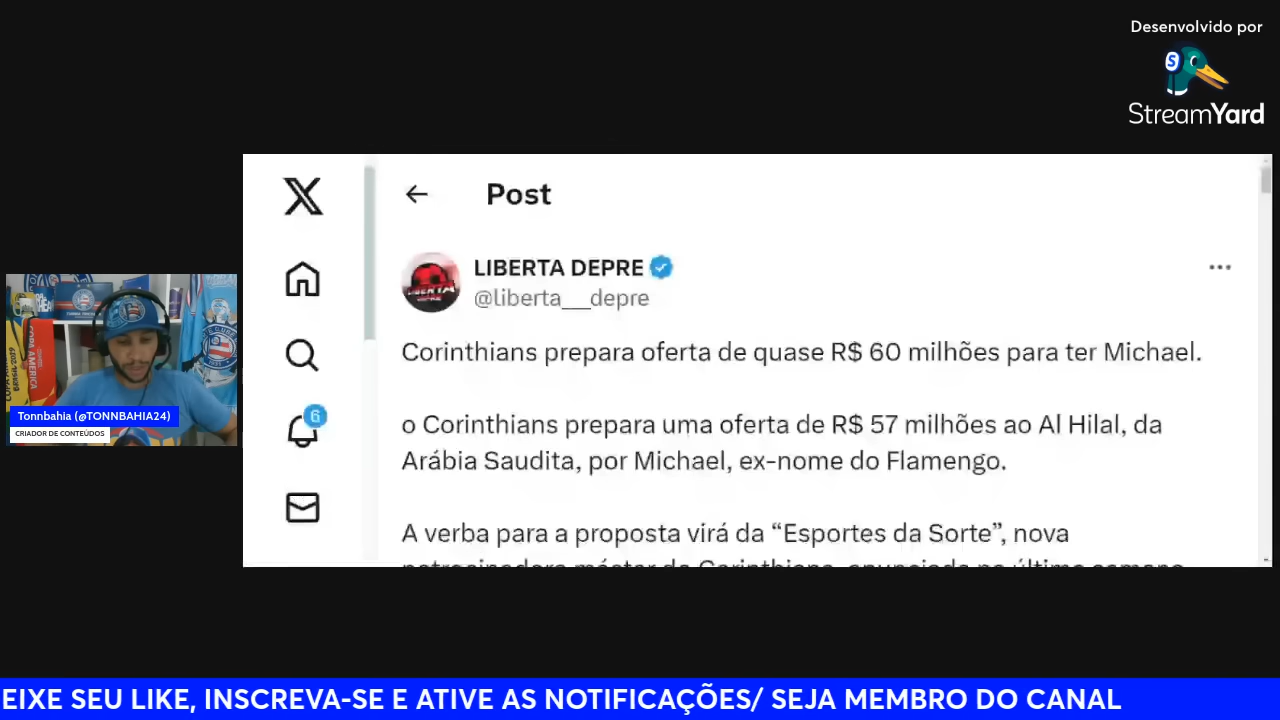 Desenvolvido por
StreamYard
Post
LIBERTA DEPRE
@liberta__depre
Corinthians prepara oferta de quase R$ 60 milhões para ter Michael.
o Corinthians prepara uma oferta de R$ 57 milhões ao Al Hilal, da
Arábia Saudita, por Michael, ex-nome do Flamengo.
A verba para a proposta virá da “Esportes da Sorte”, nova
6
Tonnbahia (@TONNBAHIA24)
CRIADOR DE CONTEÚDOS
COPA AMERICA
EIXE SEU LIKE, INSCREVA-SE E ATIVE AS NOTIFICAÇÕES/ SEJA MEMBRO DO CANAL